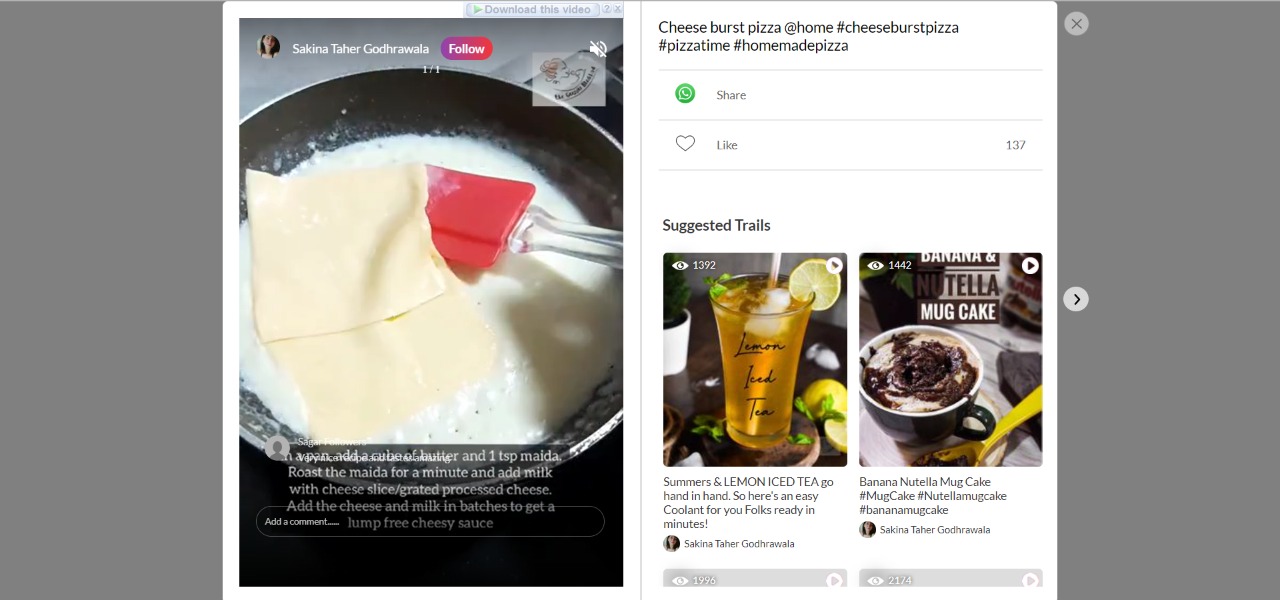 Download this video
Sakina Taher Godhrawala
Follow
1 / 1
"Sagar Followers"
n a pan, add a cube of butter and 1 tsp maida.
Roast the maida for a minute and add milk
with cheese slice/grated processed cheese.
Add the cheese and milk in batches to get a
lump free cheesy sauce
Add a comment......
Cheese burst pizza @home #cheeseburstpizza
#pizzatime #homemadepizza
Share
Like
137
Suggested Trails
1392
Lemon
Iced
Tea
Summers & LEMON ICED TEA go
hand in hand. So here's an easy
Coolant for you Folks ready in
minutes!
Sakina Taher Godhrawala
1442
BANANA &
NUTELLA
MUG CAKE
Banana Nutella Mug Cake
#MugCake #Nutellamugcake
#bananamugcake
Sakina Taher Godhrawala
1996
2174